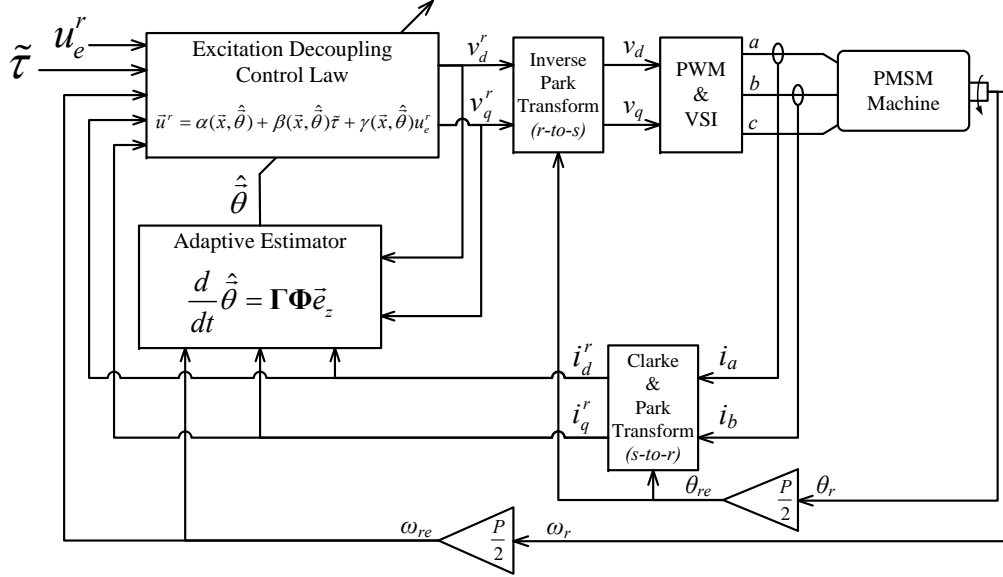 u_e^r
τ̃
Excitation Decoupling
Control Law
u⃗^r = α(x⃗, θ̂⃗) + β(x⃗, θ̂⃗)τ̃ + γ(x⃗, θ̂⃗)u_e^r
v_d^r
v_q^r
Inverse
Park
Transform
(r-to-s)
v_d
v_q
PWM
&
VSI
a
b
c
PMSM
Machine
θ̂⃗
Adaptive Estimator
d/dt θ̂⃗ = ΓΦe⃗_z
i_d^r
i_q^r
Clarke
&
Park
Transform
(s-to-r)
i_a
i_b
θ_re
P/2
θ_r
ω_re
P/2
ω_r